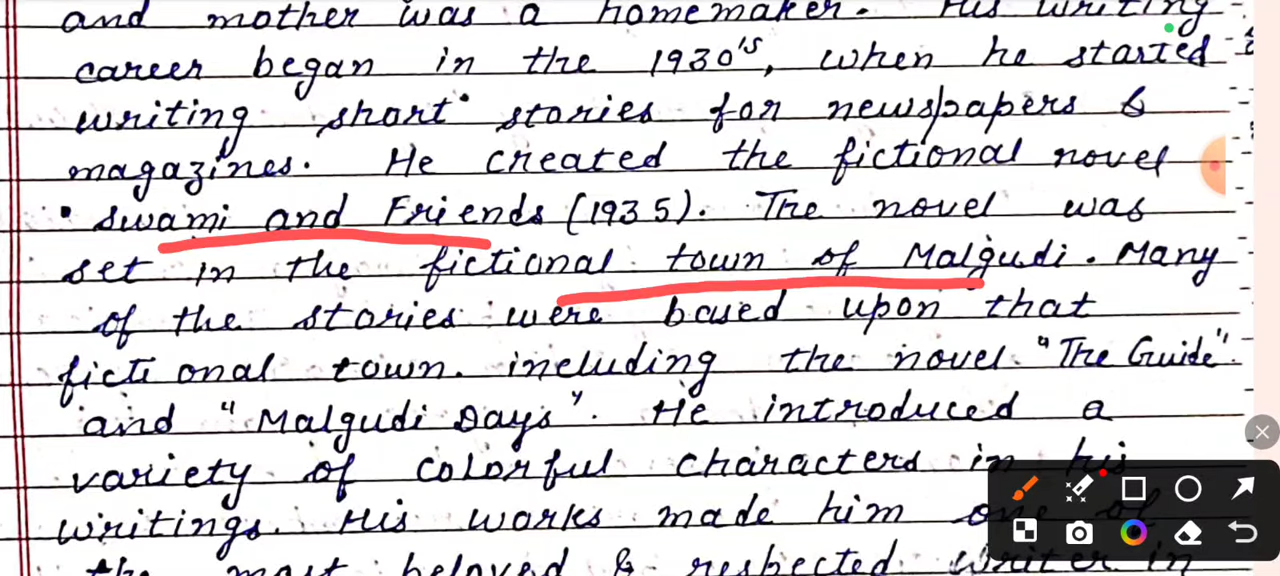 and mother was a homemaker. His writing
career began in the 1930's, when he started
writing short stories for newspapers &
magazines. He created the fictional novel
swami and Friends (1935). The novel was
set in the fictional town of Malgudi. Many
of the stories were based upon that
fictional town. including the novel "The Guide".
and "Malgudi Days". He introduced a
variety of colorful characters in his
writings. His works made him one of
the most beloved & respected writer in